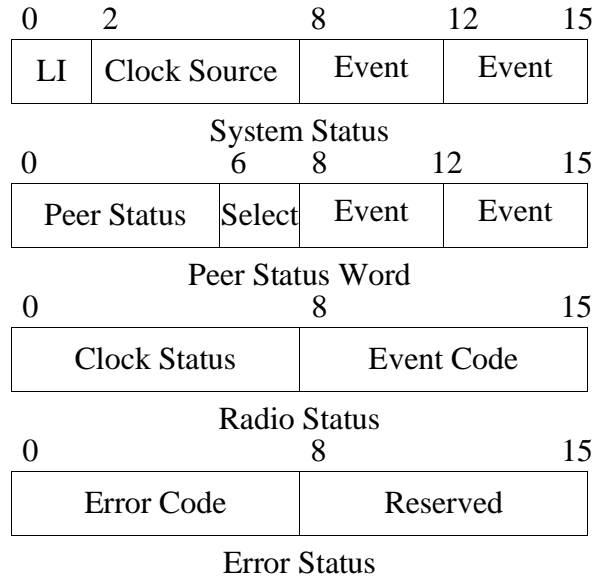 0 2 8 12 15
LI Clock Source Event Event
System Status
0 6 8 12 15
Peer Status Select Event Event
Peer Status Word
0 8 15
Clock Status Event Code
Radio Status
0 8 15
Error Code Reserved
Error Status